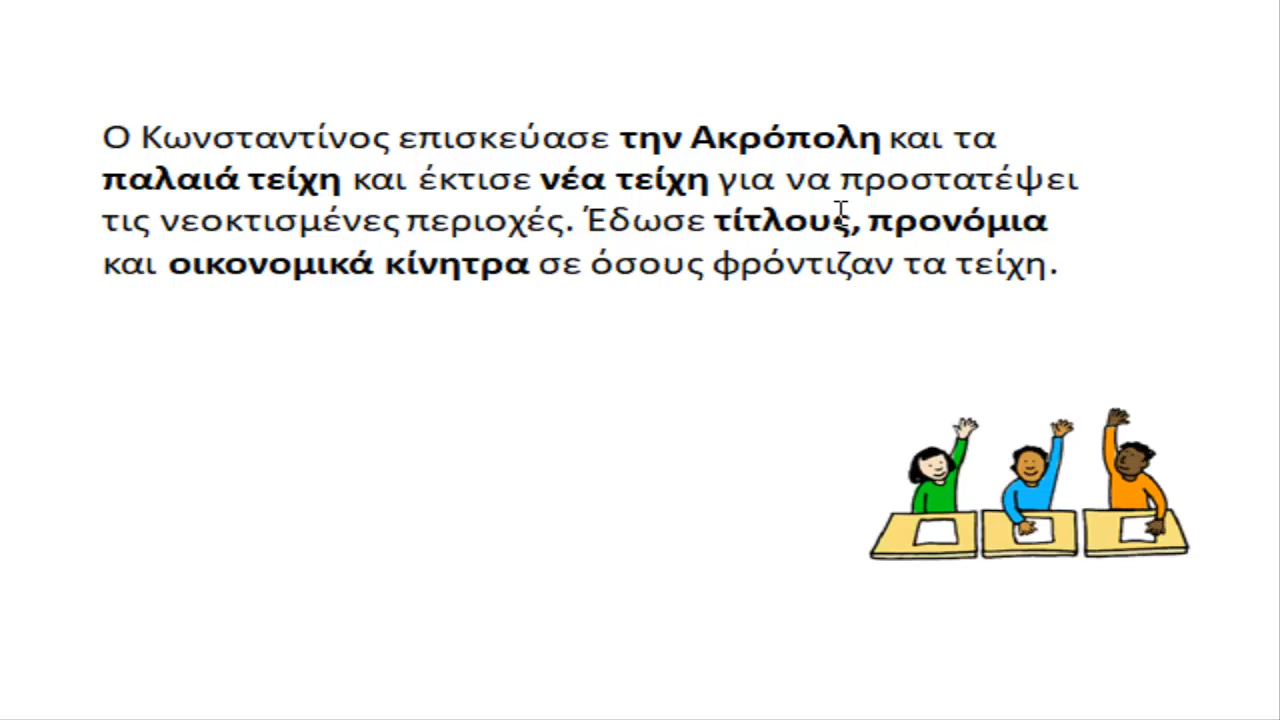 Ο Κωνσταντίνος επισκεύασε την Ακρόπολη και τα
παλαιά τείχη και έκτισε νέα τείχη για να προστατέψει
τις νεοκτισμένες περιοχές. Έδωσε τίτλους, προνόμια
και οικονομικά κίνητρα σε όσους φρόντιζαν τα τείχη.